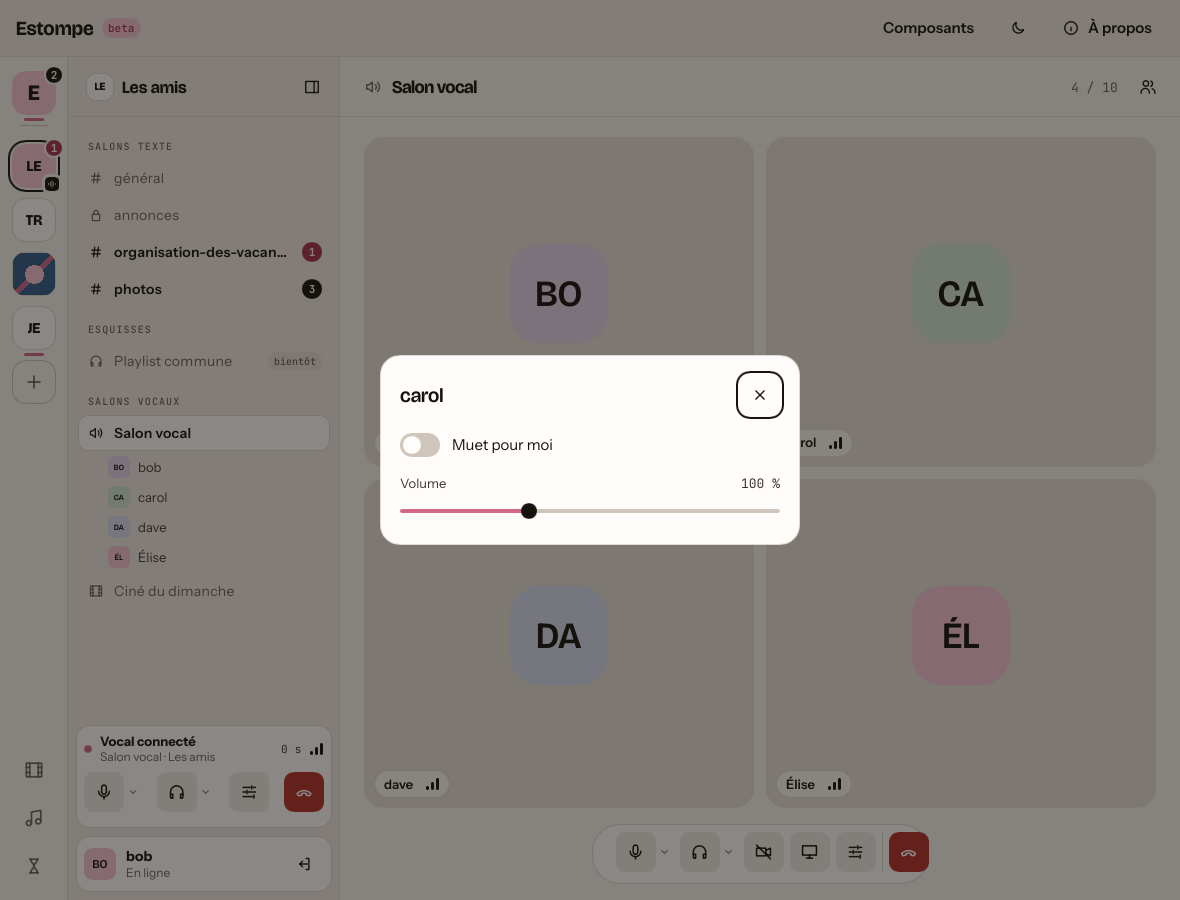 Estompe beta
Composants
À propos
E 2
LE 1
TR
JE
LE Les amis
SALONS TEXTE
# général
annonces
# organisation-des-vacan... 1
# photos 3
ESQUISSES
Playlist commune bientôt
SALONS VOCAUX
Salon vocal
BO bob
CA carol
DA dave
ÉL Élise
Ciné du dimanche
Vocal connecté
Salon vocal · Les amis
0 s
BO bob
En ligne
Salon vocal
4 / 10
BO
CA
carol
Muet pour moi
Volume 100 %
DA
dave
ÉL
Élise